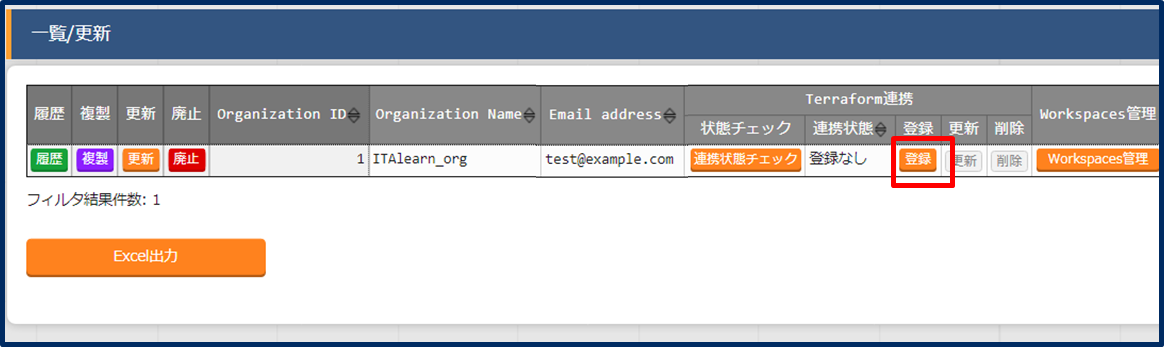 一覧/更新
履歴 複製 更新 廃止 Organization ID Organization Name Email address Terraform連携 Workspaces管理
状態チェック 連携状態 登録 更新 削除
履歴 複製 更新 廃止 1 ITAlearn_org test@example.com 連携状態チェック 登録なし 登録 更新 削除 Workspaces管理
フィルタ結果件数: 1
Excel出力